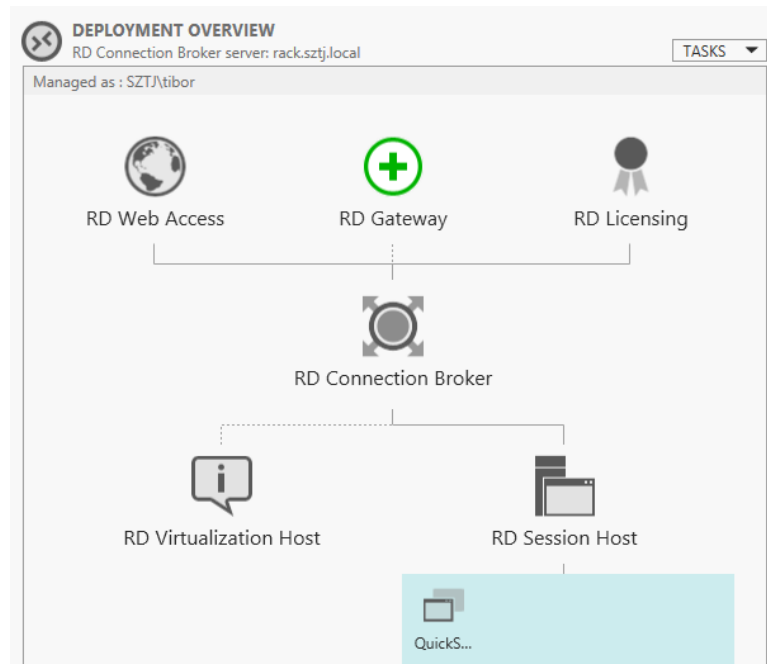 DEPLOYMENT OVERVIEW
RD Connection Broker server: rack.sztj.local
TASKS
Managed as : SZTJ\tibor
RD Web Access
RD Gateway
RD Licensing
RD Connection Broker
RD Virtualization Host
RD Session Host
QuickS...